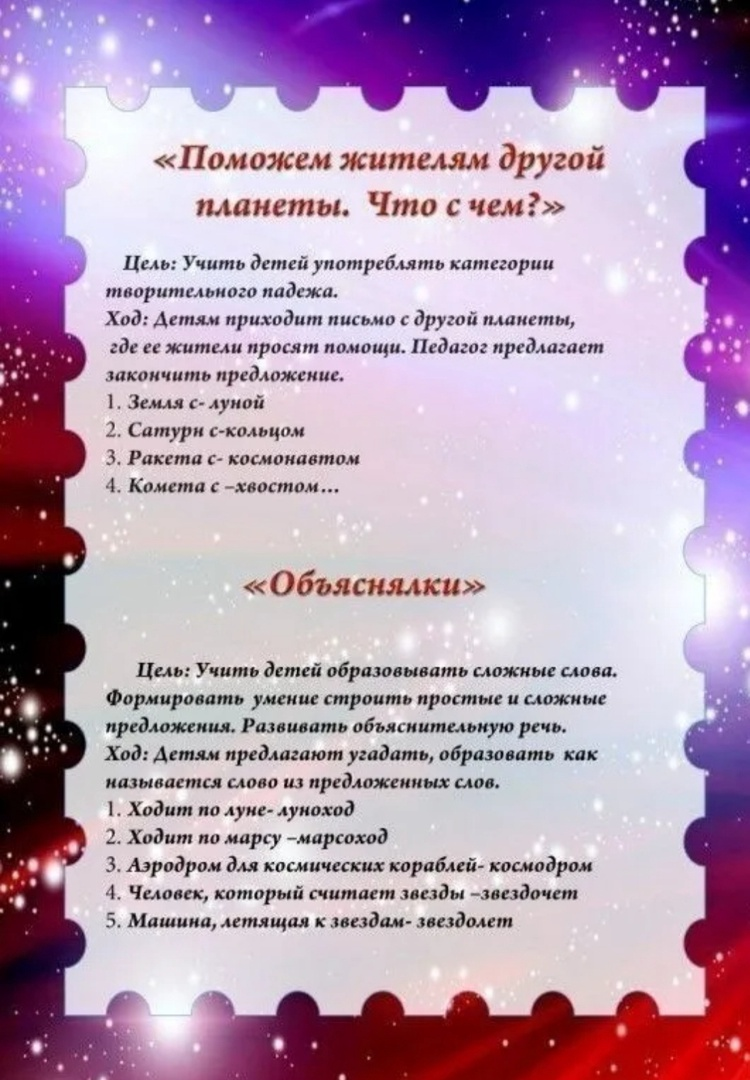 «Поможем жителям другой
планеты. Что с чем?»
Цель: Учить детей употреблять категории
творительного падежа.
Ход: Детям приходит письмо с другой планеты,
где ее жители просят помощи. Педагог предлагает
закончить предложение.
1. Земля с- луной
2. Сатурн с-кольцом
3. Ракета с- космонавтом
4. Комета с –хвостом...
«Объяснялки»
Цель: Учить детей образовывать сложные слова.
Формировать умение строить простые и сложные
предложения. Развивать объяснительную речь.
Ход: Детям предлагают угадать, образовать как
называется слово из предложенных слов.
1. Ходит по луне- луноход
2. Ходит по марсу –марсоход
3. Аэродром для космических кораблей- космодром
4. Человек, который считает звезды –звездочет
5. Машина, летящая к звездам- звездолет